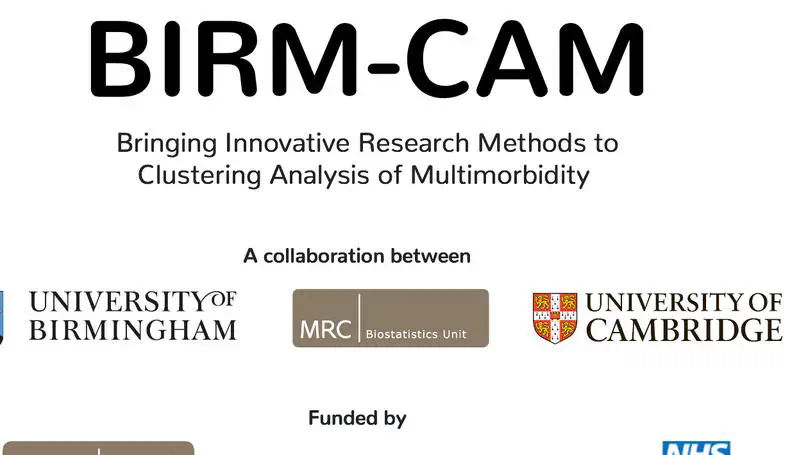 BIRM-CAM
Bringing Innovative Research Methods to
Clustering Analysis of Multimorbidity
A collaboration between
UNIVERSITY OF
BIRMINGHAM
MRC Biostatistics Unit
UNIVERSITY OF
CAMBRIDGE
Funded by
NHS